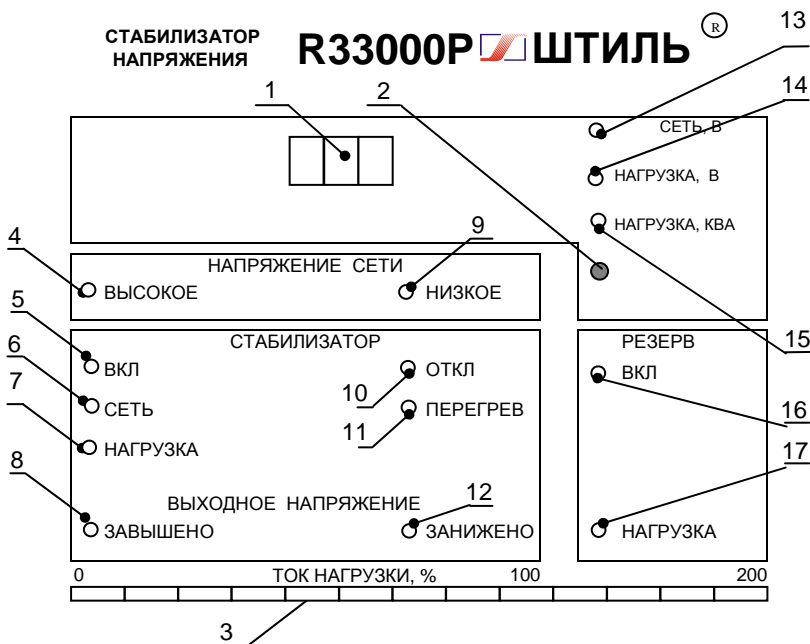 СТАБИЛИЗАТОР
НАПРЯЖЕНИЯ
R33000P ШТИЛЬ ®
13
1
2
14
СЕТЬ, В
НАГРУЗКА, В
НАГРУЗКА, КВА
4
9
НАПРЯЖЕНИЕ СЕТИ
ВЫСОКОЕ
НИЗКОЕ
5
СТАБИЛИЗАТОР
РЕЗЕРВ
15
6
ВКЛ
10
ОТКЛ
ВКЛ
7
СЕТЬ
11
ПЕРЕГРЕВ
16
НАГРУЗКА
17
8
ВЫХОДНОЕ НАПРЯЖЕНИЕ
12
ЗАВЫШЕНО
ЗАНИЖЕНО
НАГРУЗКА
0
ТОК НАГРУЗКИ, %
100
200
3